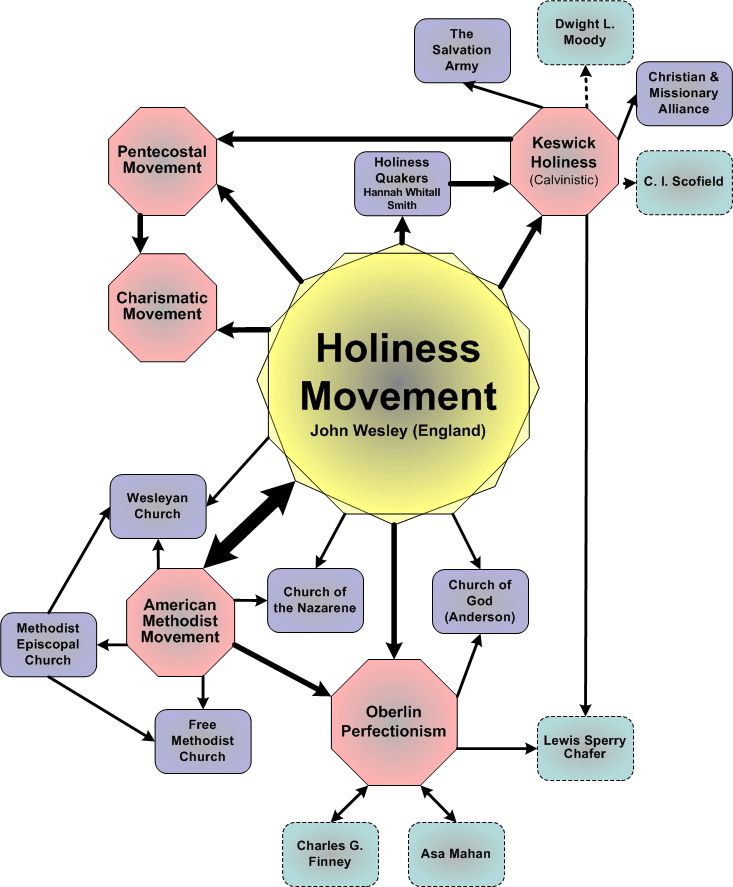 Dwight L.
Moody
The
Salvation
Army
Christian &
Missionary
Alliance
Keswick
Holiness
(Calvinistic)
Pentecostal
Movement
Holiness
Quakers
Hannah Whitall
Smith
C. I. Scofield
Charismatic
Movement
Holiness
Movement
John Wesley (England)
Wesleyan
Church
Church of
the Nazarene
Church of
God
(Anderson)
American
Methodist
Movement
Methodist
Episcopal
Church
Oberlin
Perfectionism
Free
Methodist
Church
Lewis Sperry
Chafer
Charles G.
Finney
Asa Mahan